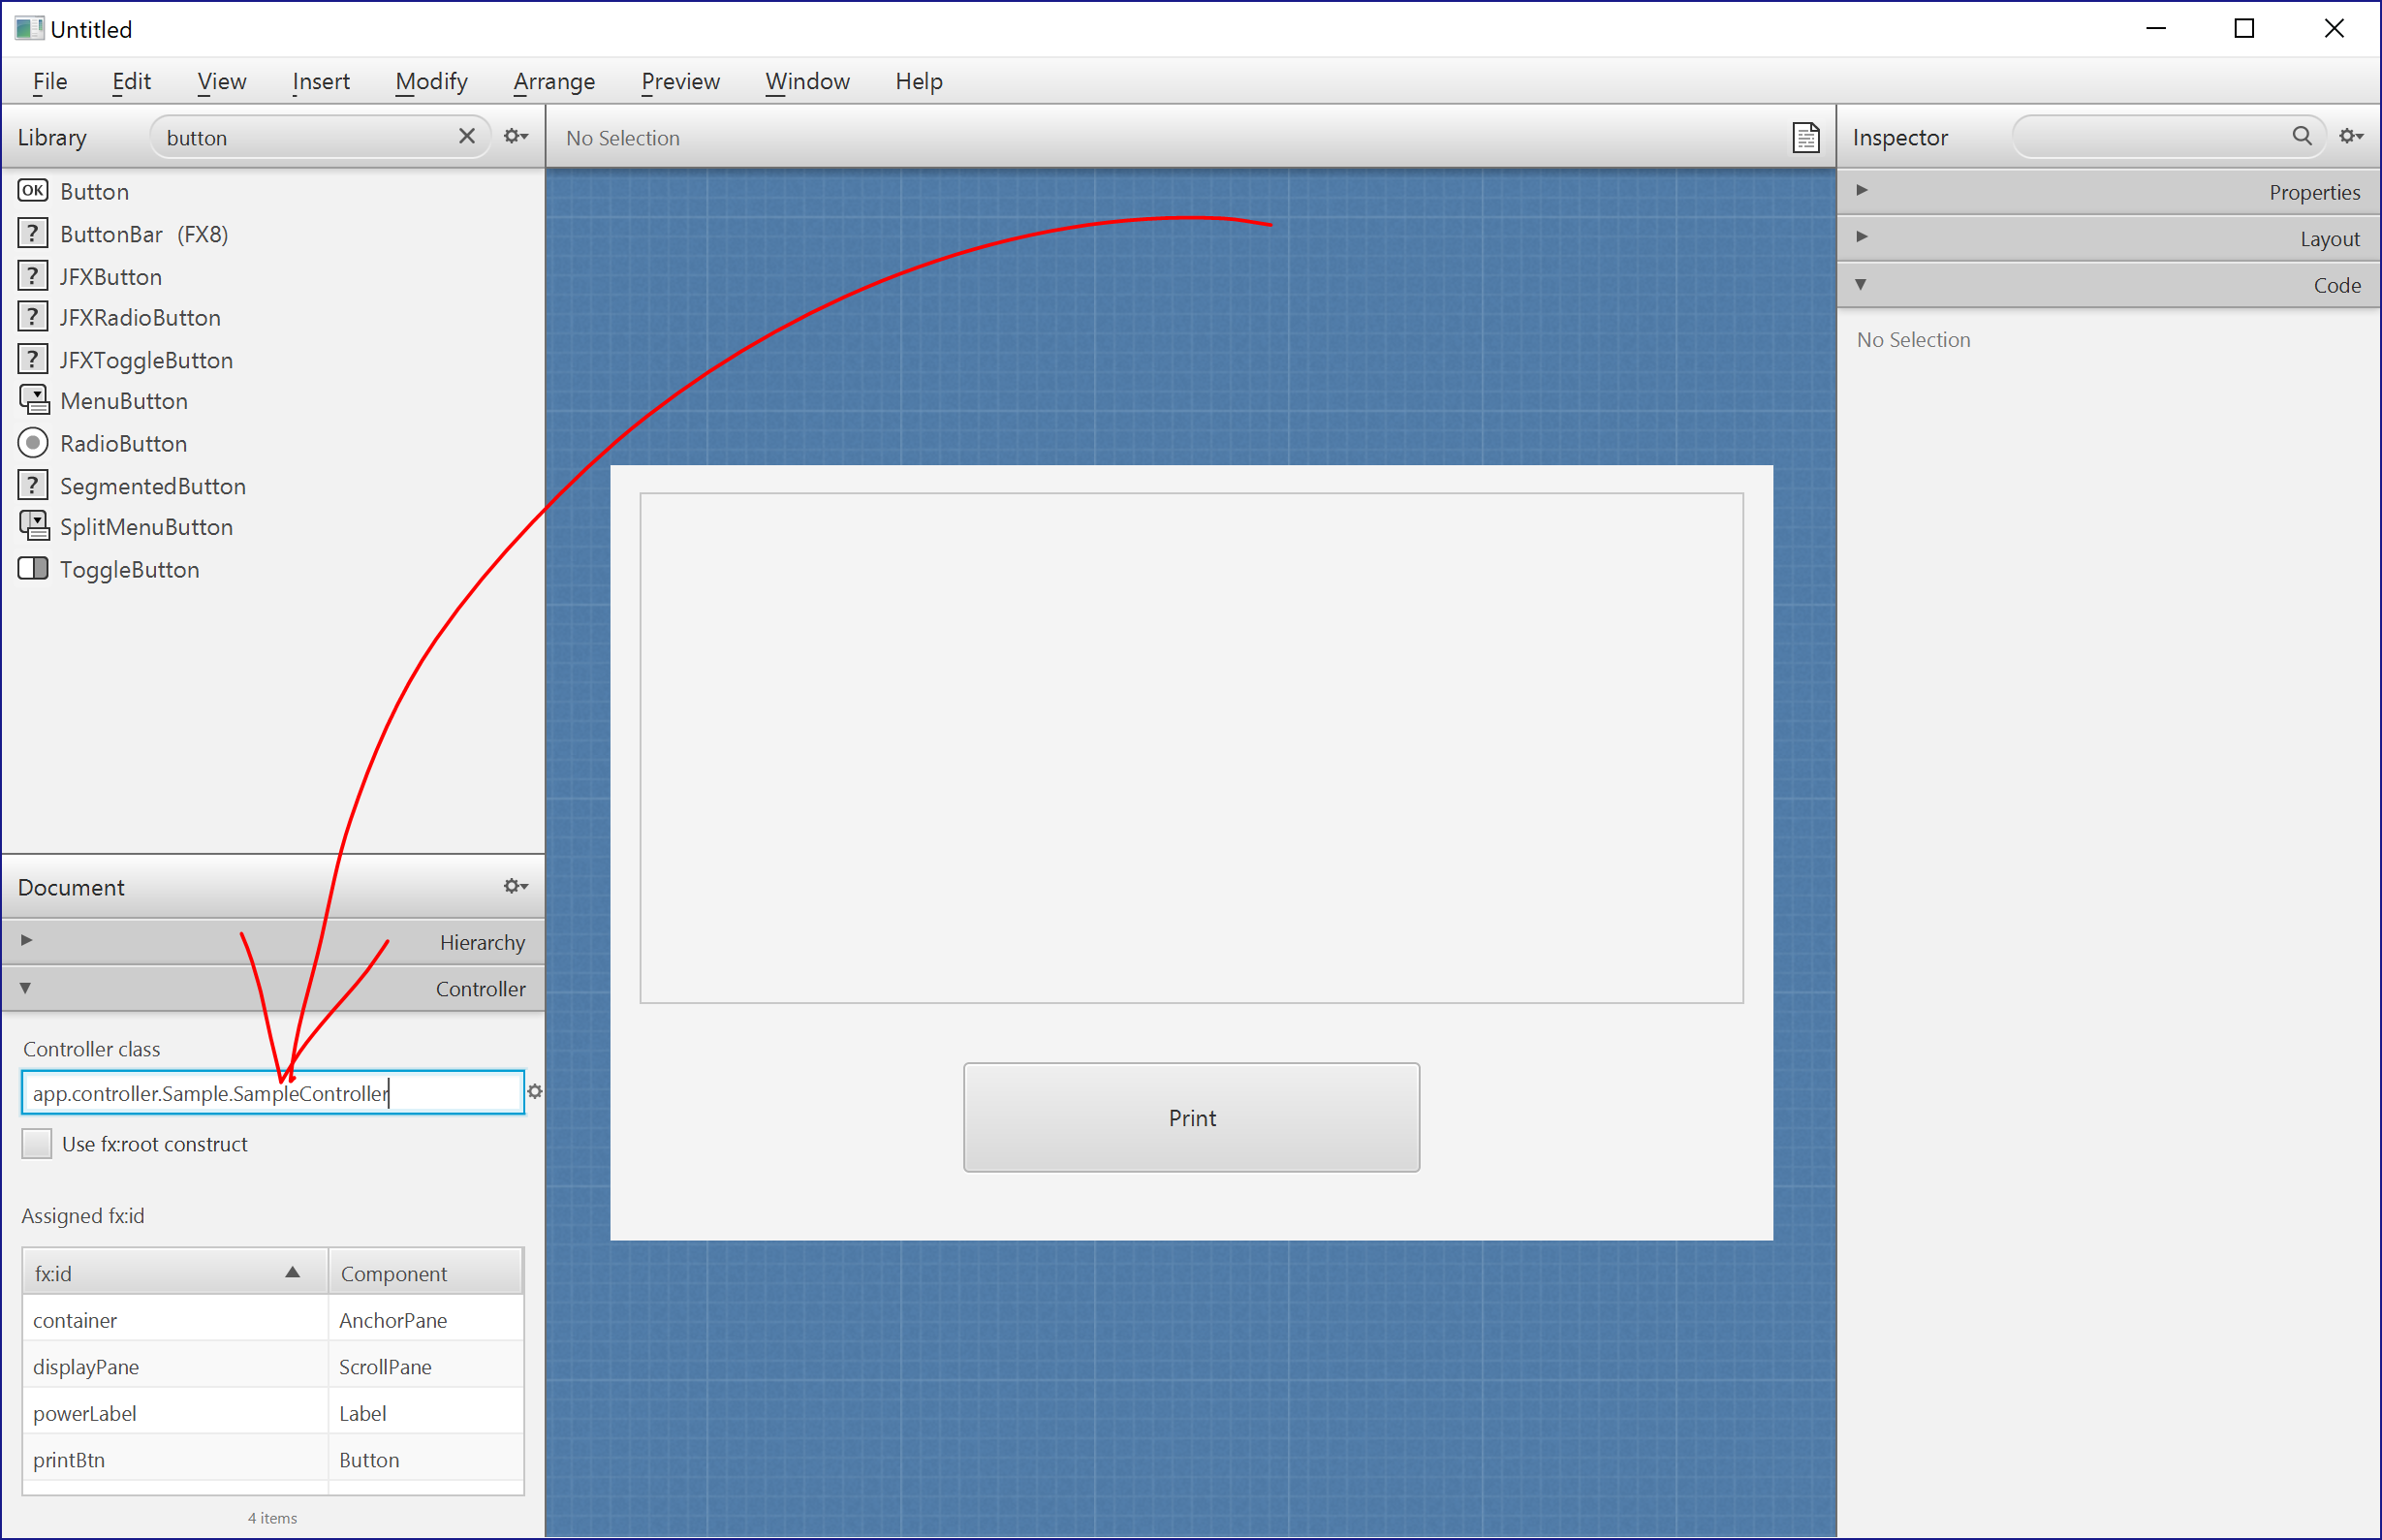 Untitled
File Edit View Insert Modify Arrange Preview Window Help
Library button
No Selection
Inspector
OK Button
? ButtonBar (FX8)
? JFXButton
? JFXRadioButton
? JFXToggleButton
MenuButton
RadioButton
? SegmentedButton
SplitMenuButton
ToggleButton
Document
Hierarchy
Controller
Controller class
app.controller.Sample.SampleController
Use fx:root construct
Assigned fx:id
fx:id Component
container AnchorPane
displayPane ScrollPane
powerLabel Label
printBtn Button
4 items
Print
Properties
Layout
Code
No Selection